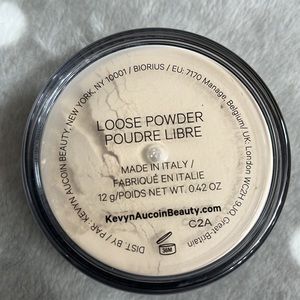 LOOSE POWDER
POUDRE LIBRE
MADE IN ITALY /
FABRIQUÉ EN ITALIE
12 g/POIDS NET WT. 0.42 OZ.
KevynAucoinBeauty.com
C2A
36M
DIST. BY / PAR: KEVYN AUCOIN BEAUTY, NEW YORK, NY 10001 / BIORIUS / EU: 7170 Manage, Belgium/ UK: London WC2H 9JQ, Great-Britain